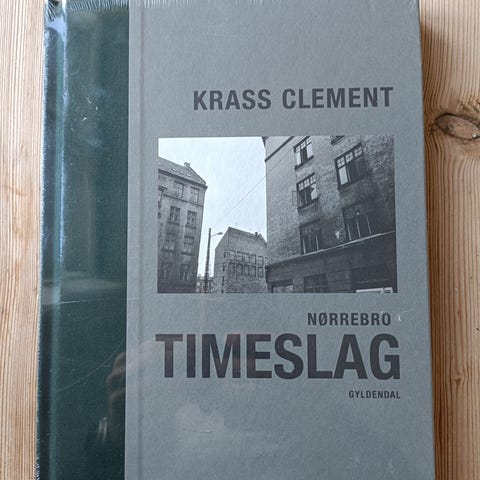 KRASS CLEMENT
NØRREBRO
TIMESLAG
GYLDENDAL